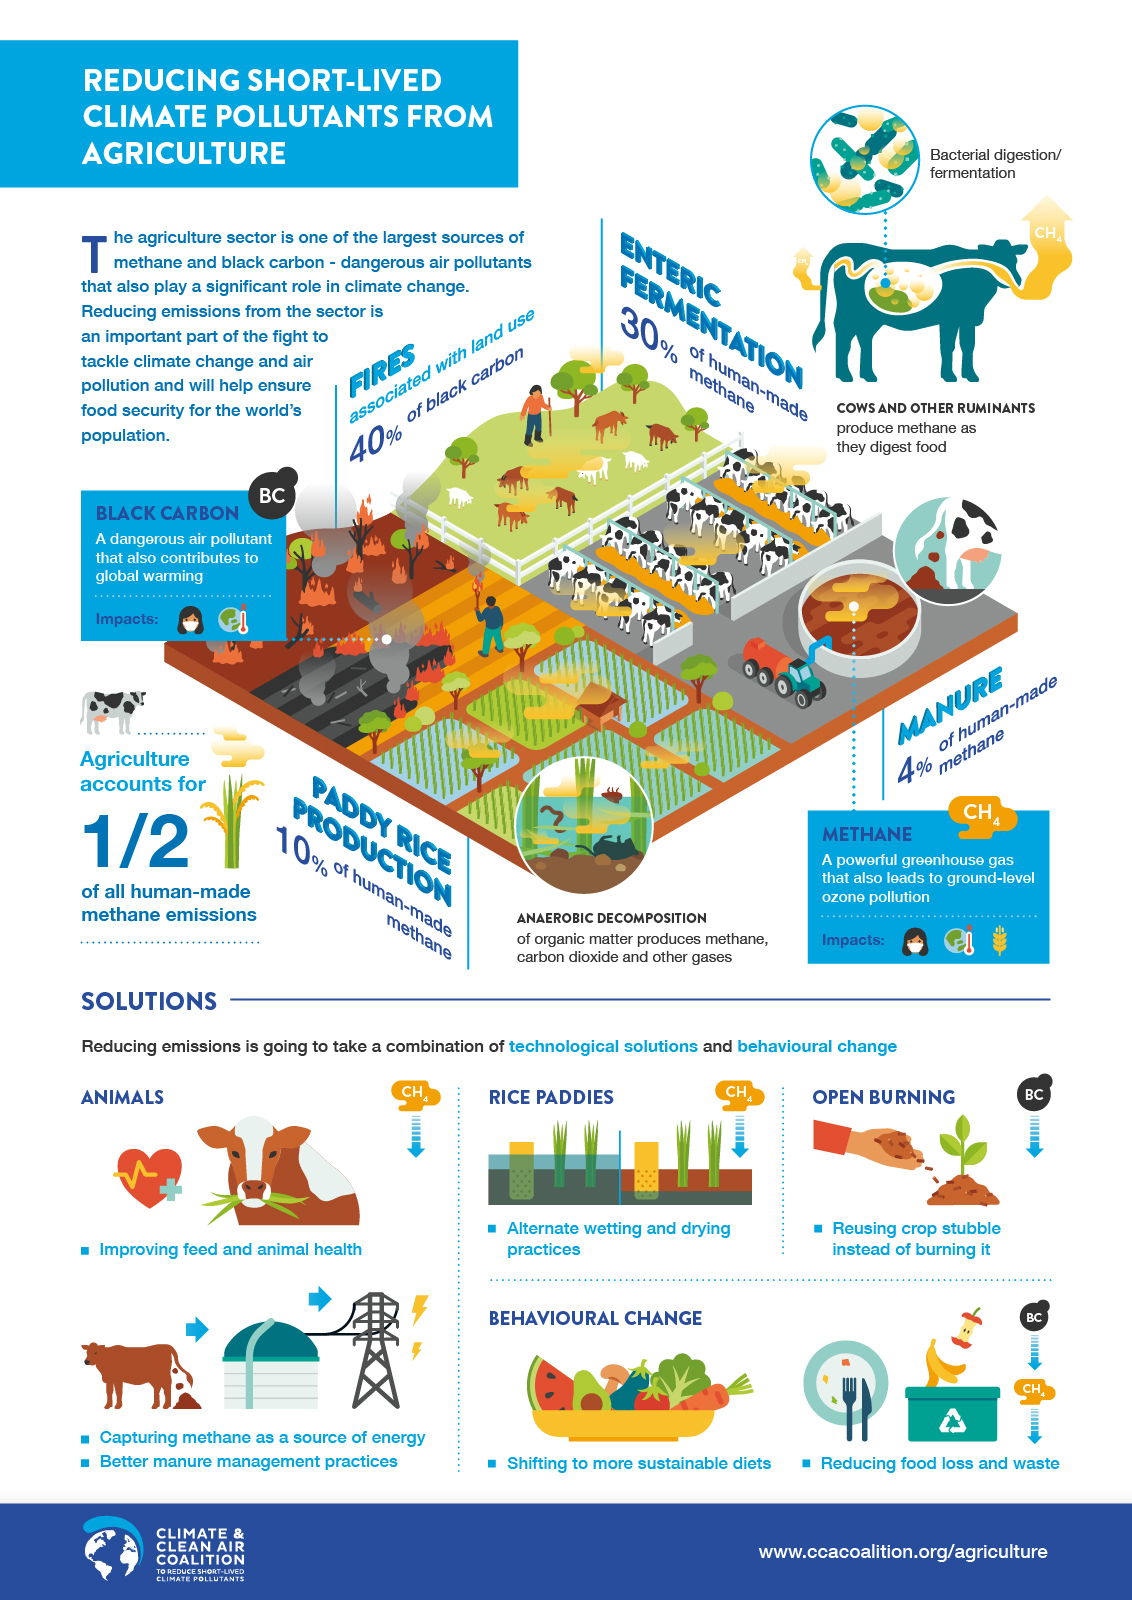 REDUCING SHORT-LIVED
CLIMATE POLLUTANTS FROM
AGRICULTURE
Bacterial digestion/
fermentation
CH4
CH4
The agriculture sector is one of the largest sources of
methane and black carbon - dangerous air pollutants
that also play a significant role in climate change.
Reducing emissions from the sector is
an important part of the fight to
tackle climate change and air
pollution and will help ensure
food security for the world's
population.
FIRES
associated with land use
40% of black carbon
ENTERIC
FERMENTATION
30% of human-made
methane
COWS AND OTHER RUMINANTS
produce methane as
they digest food
BC
BLACK CARBON
A dangerous air pollutant
that also contributes to
global warming
Impacts:
Agriculture
accounts for
1/2
of all human-made
methane emissions
PADDY RICE
PRODUCTION
10% of human-made
methane
ANAEROBIC DECOMPOSITION
of organic matter produces methane,
carbon dioxide and other gases
MANURE
4% of human-made
methane
CH4
METHANE
A powerful greenhouse gas
that also leads to ground-level
ozone pollution
Impacts:
SOLUTIONS
Reducing emissions is going to take a combination of technological solutions and behavioural change
ANIMALS
CH4
Improving feed and animal health
Capturing methane as a source of energy
Better manure management practices
RICE PADDIES
CH4
Alternate wetting and drying
practices
OPEN BURNING
BC
Reusing crop stubble
instead of burning it
BEHAVIOURAL CHANGE
BC
CH4
Shifting to more sustainable diets
Reducing food loss and waste
CLIMATE &
CLEAN AIR
COALITION
TO REDUCE SHORT-LIVED
CLIMATE POLLUTANTS
www.ccacoalition.org/agriculture